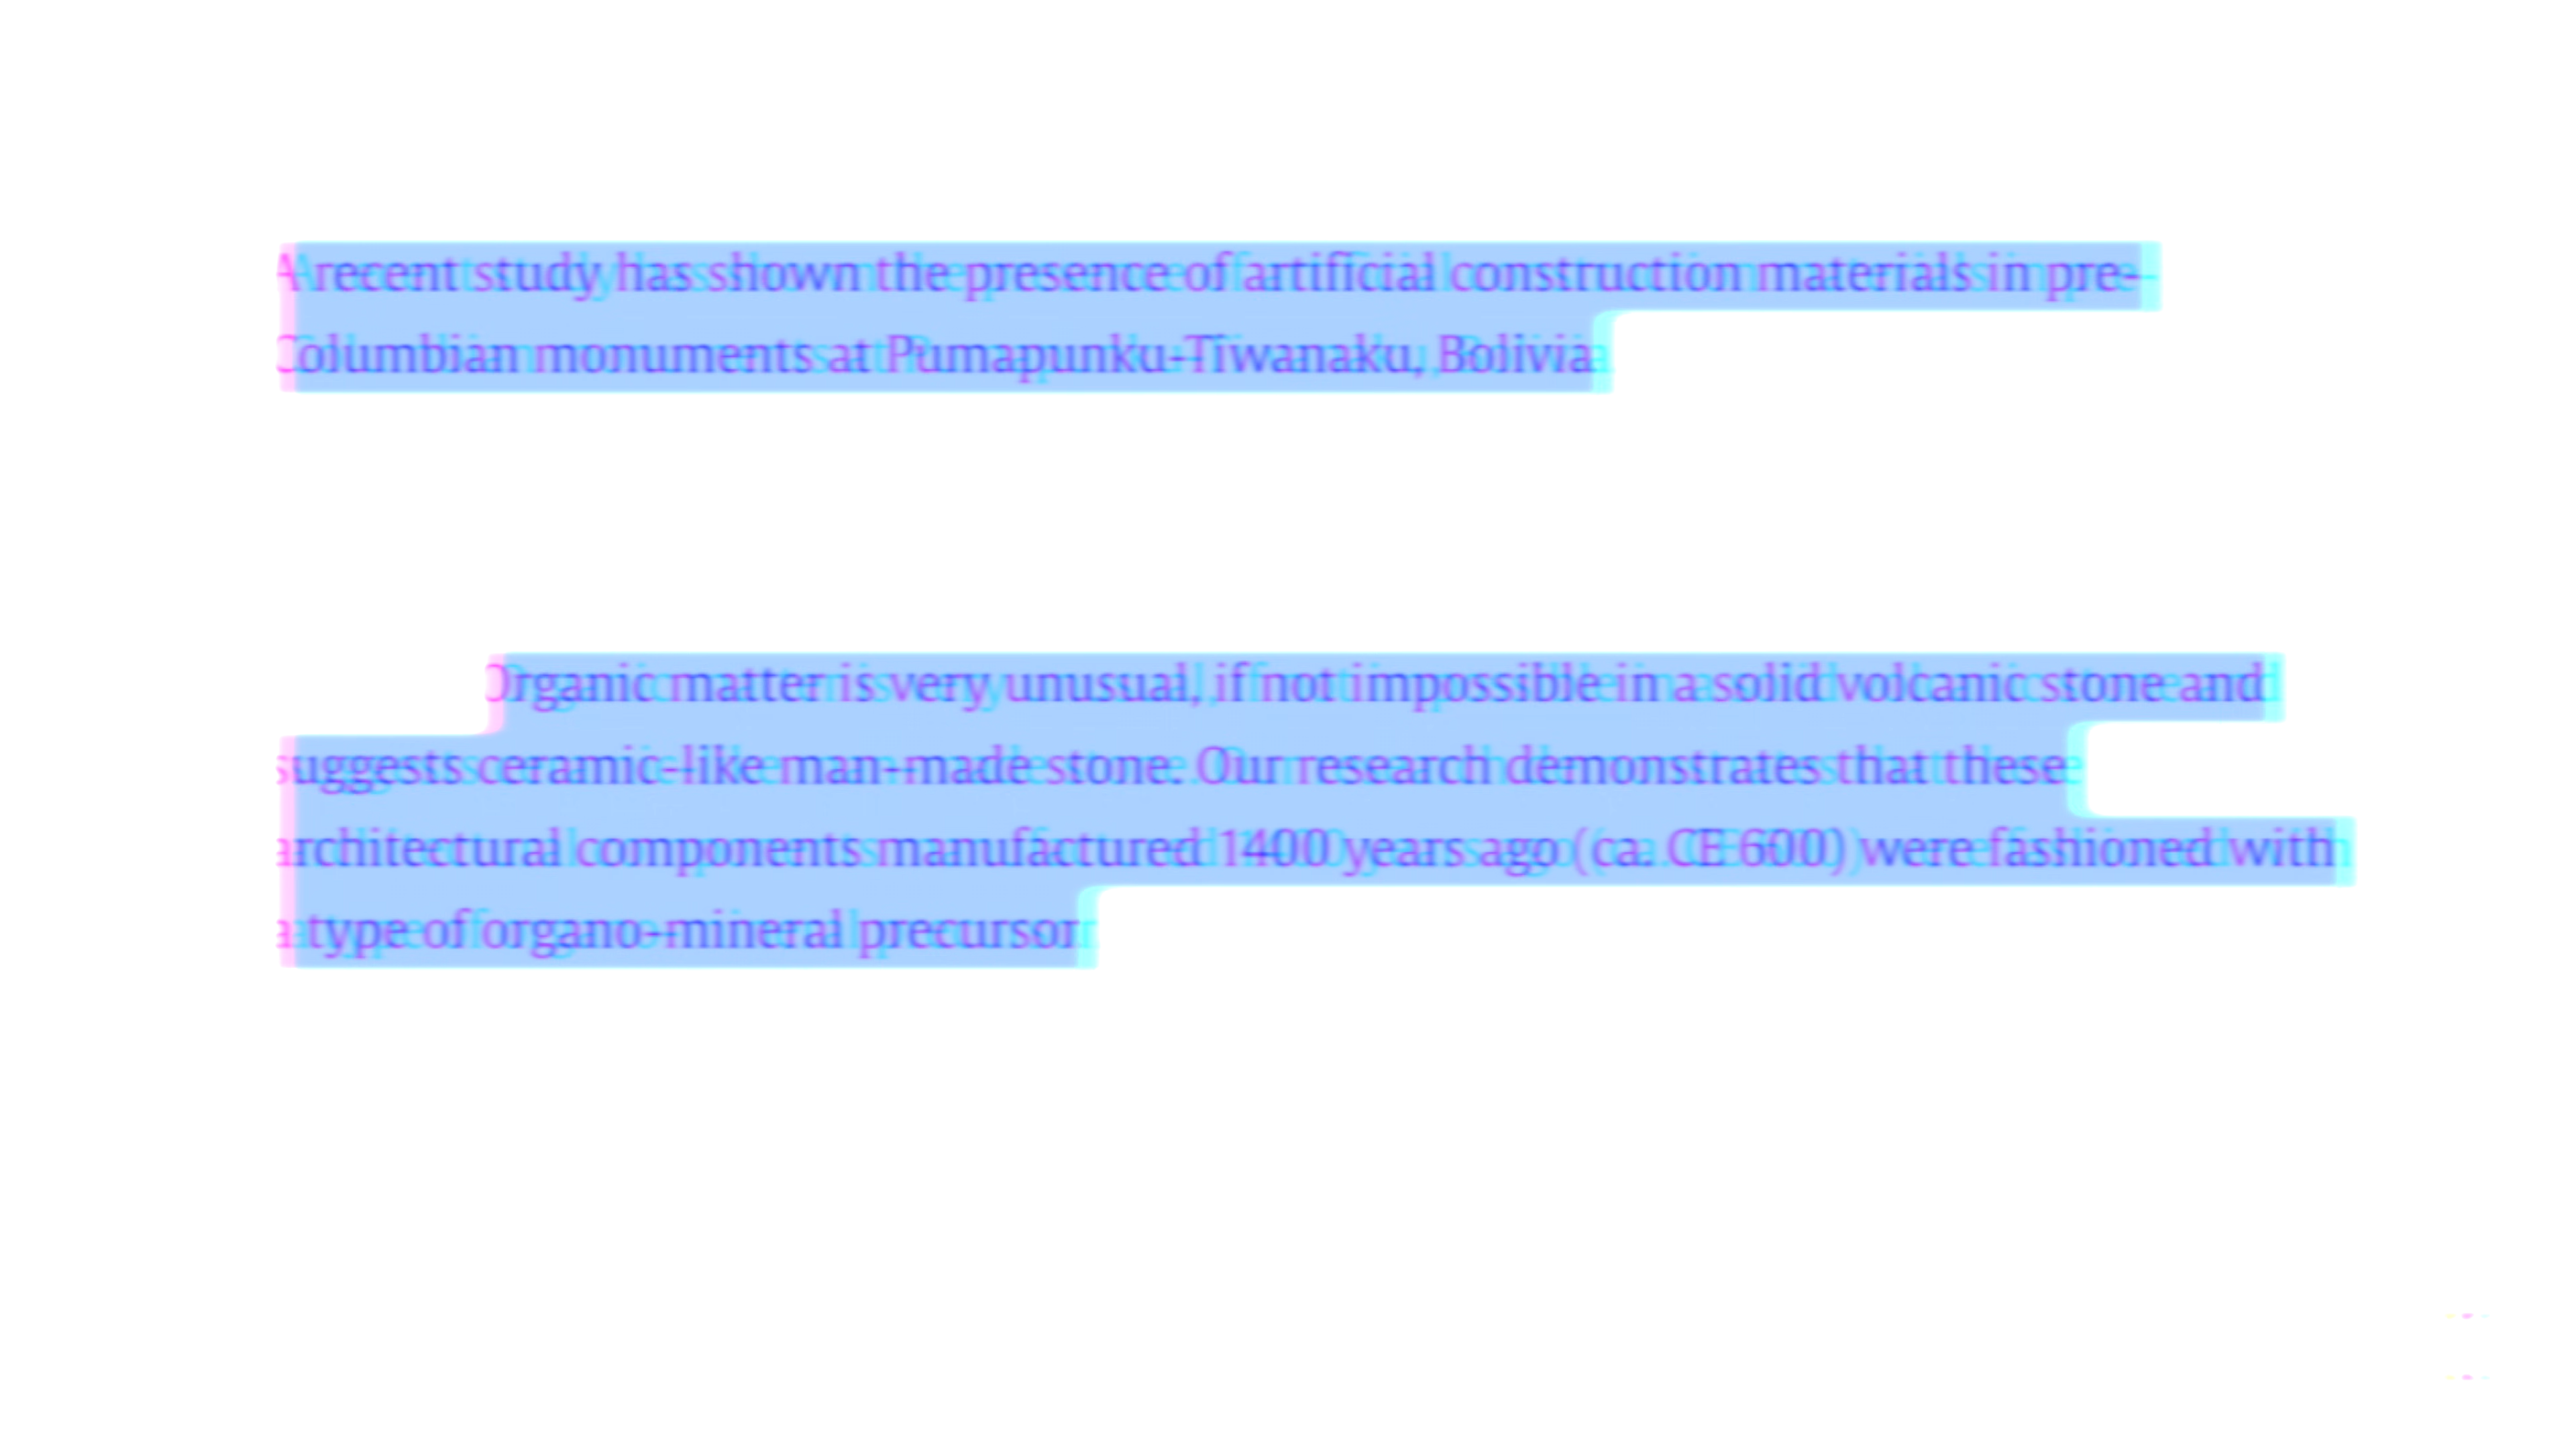 A recent study has shown the presence of artificial construction materials in pre-
Columbian monuments at Pumapunku-Tiwanaku, Bolivia
Organic matter is very unusual, if not impossible in a solid volcanic stone and
suggests ceramic-like man-made stone. Our research demonstrates that these
architectural components manufactured 1400 years ago (ca. CE 600) were fashioned with
a type of organo-mineral precursor